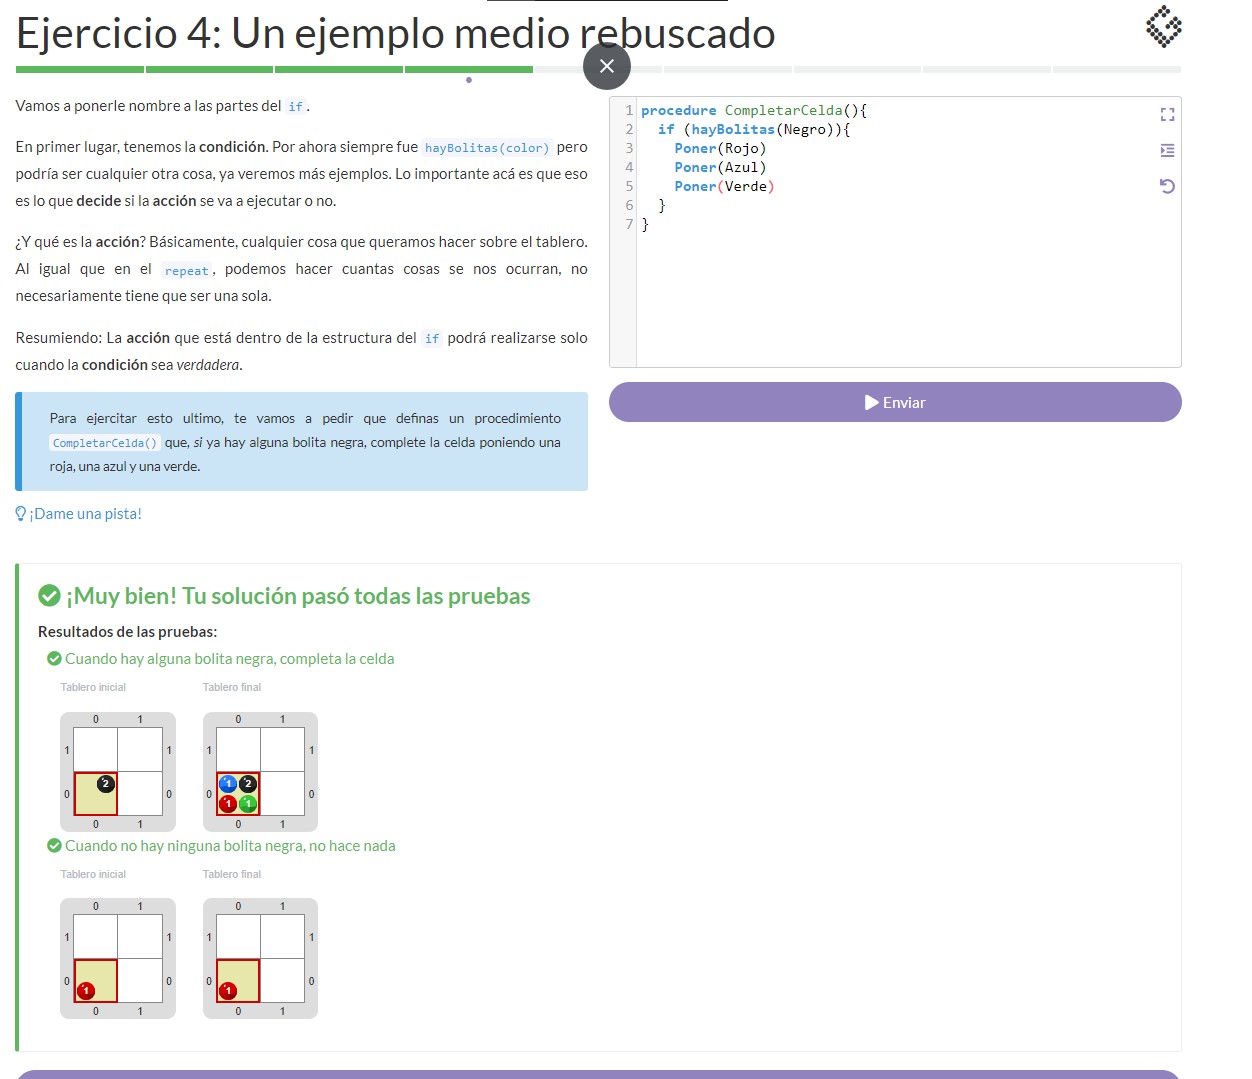 Ejercicio 4: Un ejemplo medio rebuscado
Vamos a ponerle nombre a las partes del if.
En primer lugar, tenemos la condición. Por ahora siempre fue hayBolitas(color) pero
podría ser cualquier otra cosa, ya veremos más ejemplos. Lo importante acá es que eso
es lo que decide si la acción se va a ejecutar o no.
¿Y qué es la acción? Básicamente, cualquier cosa que queramos hacer sobre el tablero.
Al igual que en el repeat, podemos hacer cuantas cosas se nos ocurran, no
necesariamente tiene que ser una sola.
Resumiendo: La acción que está dentro de la estructura del if podrá realizarse solo
cuando la condición sea verdadera.
Para ejercitar esto ultimo, te vamos a pedir que definas un procedimiento
CompletarCelda() que, si ya hay alguna bolita negra, complete la celda poniendo una
roja, una azul y una verde.
¡Dame una pista!
1 procedure CompletarCelda(){
2 if (hayBolitas(Negro)){
3 Poner(Rojo)
4 Poner(Azul)
5 Poner(Verde)
6 }
7 }
Enviar
¡Muy bien! Tu solución pasó todas las pruebas
Resultados de las pruebas:
Cuando hay alguna bolita negra, completa la celda
Tablero inicial Tablero final
0 1 0 1
1 1 1 1
2 1 2
0 0 0 0
1 1
0 1 0 1
Cuando no hay ninguna bolita negra, no hace nada
Tablero inicial Tablero final
0 1 0 1
1 1 1 1
0 0 0 0
1 1
0 1 0 1